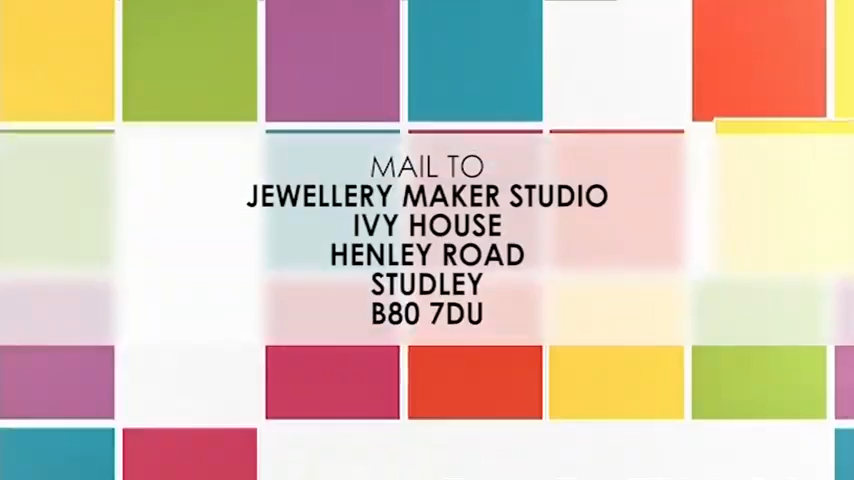 MAIL TO
JEWELLERY MAKER STUDIO
IVY HOUSE
HENLEY ROAD
STUDLEY
B80 7DU